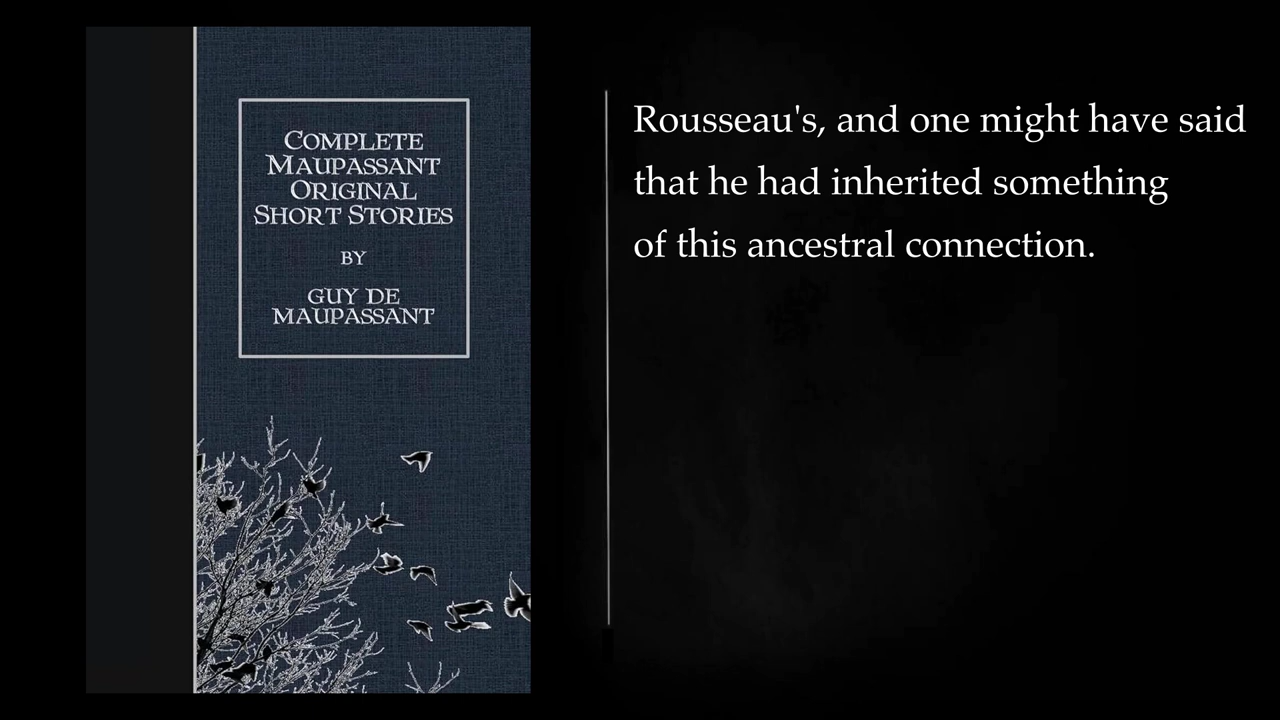 Complete
Maupassant
Original
Short Stories
by
Guy de
Maupassant
Rousseau's, and one might have said
that he had inherited something
of this ancestral connection.